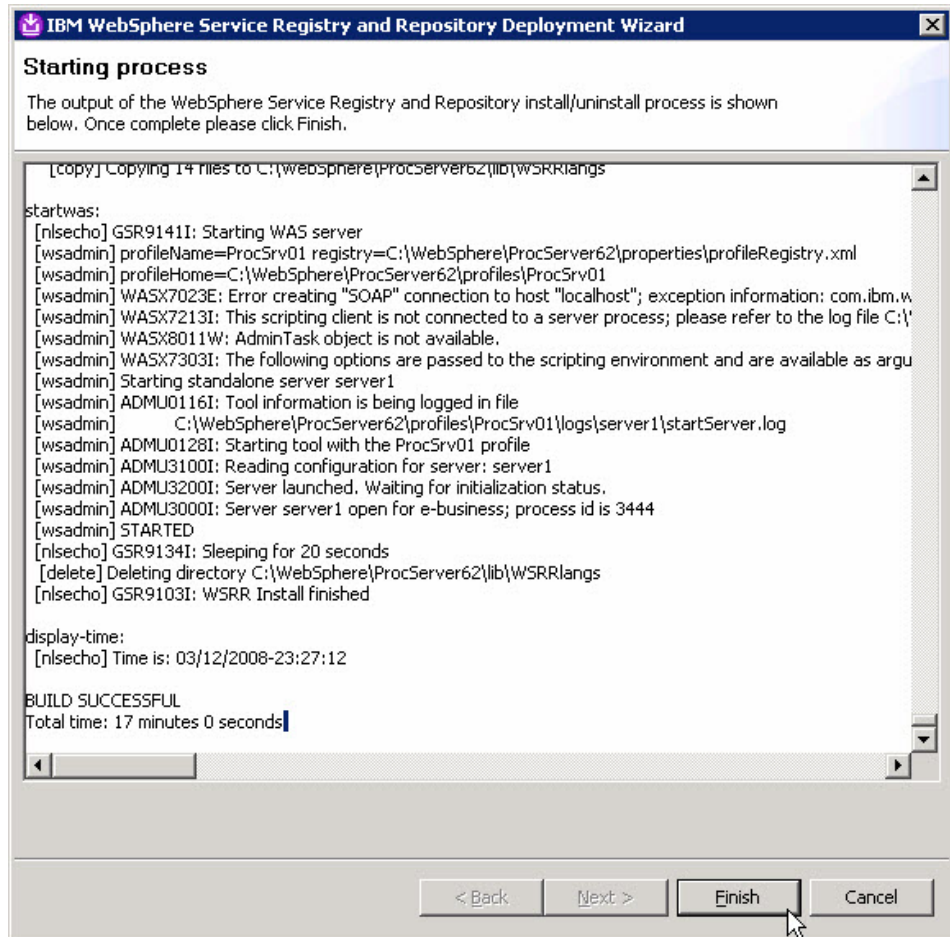 IBM WebSphere Service Registry and Repository Deployment Wizard
Starting process
The output of the WebSphere Service Registry and Repository install/uninstall process is shown
below. Once complete please click Finish.
[copy] Copying 14 files to C:\WebSphere\ProcServer62\lib\WSRRlangs
startwas:
[nlsecho] GSR9141I: Starting WAS server
[wsadmin] profileName=ProcSrv01 registry=C:\WebSphere\ProcServer62\properties\profileRegistry.xml
[wsadmin] profileHome=C:\WebSphere\ProcServer62\profiles\ProcSrv01
[wsadmin] WASX7023E: Error creating "SOAP" connection to host "localhost"; exception information: com.ibm.w
[wsadmin] WASX7213I: This scripting client is not connected to a server process; please refer to the log file C:\
[wsadmin] WASX8011W: AdminTask object is not available.
[wsadmin] WASX7303I: The following options are passed to the scripting environment and are available as argu
[wsadmin] Starting standalone server server1
[wsadmin] ADMU0116I: Tool information is being logged in file
[wsadmin] C:\WebSphere\ProcServer62\profiles\ProcSrv01\logs\server1\startServer.log
[wsadmin] ADMU0128I: Starting tool with the ProcSrv01 profile
[wsadmin] ADMU3100I: Reading configuration for server: server1
[wsadmin] ADMU3200I: Server launched. Waiting for initialization status.
[wsadmin] ADMU3000I: Server server1 open for e-business; process id is 3444
[wsadmin] STARTED
[nlsecho] GSR9134I: Sleeping for 20 seconds
[delete] Deleting directory C:\WebSphere\ProcServer62\lib\WSRRlangs
[nlsecho] GSR9103I: WSRR Install finished
display-time:
[nlsecho] Time is: 03/12/2008-23:27:12
BUILD SUCCESSFUL
Total time: 17 minutes 0 seconds
< Back Next > Finish Cancel